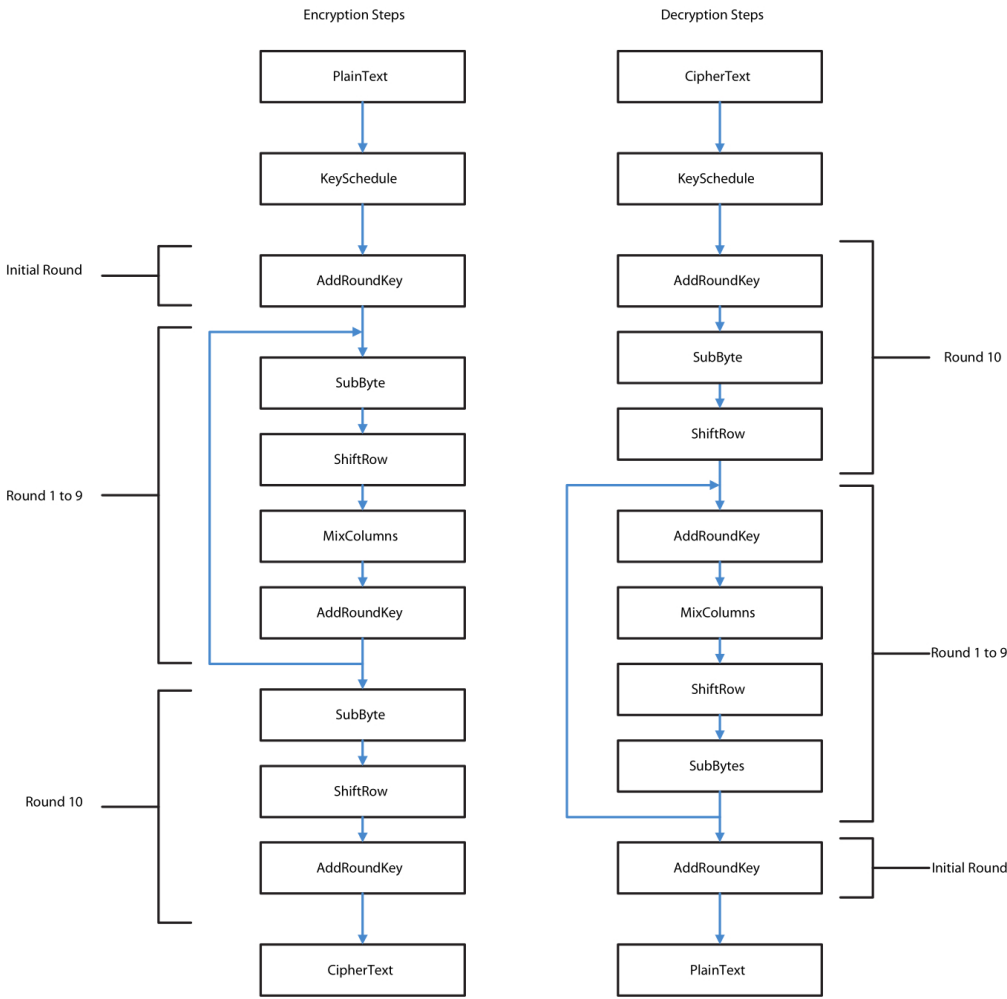 Encryption Steps
PlainText
KeySchedule
Initial Round
AddRoundKey
SubByte
ShiftRow
Round 1 to 9
MixColumns
AddRoundKey
SubByte
ShiftRow
Round 10
AddRoundKey
CipherText
Decryption Steps
CipherText
KeySchedule
AddRoundKey
SubByte
Round 10
ShiftRow
AddRoundKey
MixColumns
Round 1 to 9
ShiftRow
SubBytes
AddRoundKey
Initial Round
PlainText